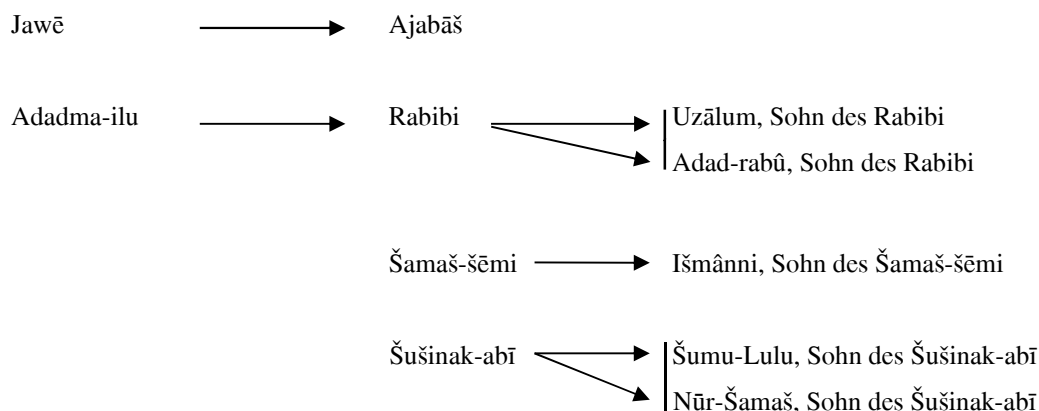 Jawē Ajabāš
Adadma-ilu Rabibi Uzālum, Sohn des Rabibi
Adad-rabû, Sohn des Rabibi
Šamaš-šēmi Išmânni, Sohn des Šamaš-šēmi
Šušinak-abī Šumu-Lulu, Sohn des Šušinak-abī
Nūr-Šamaš, Sohn des Šušinak-abī